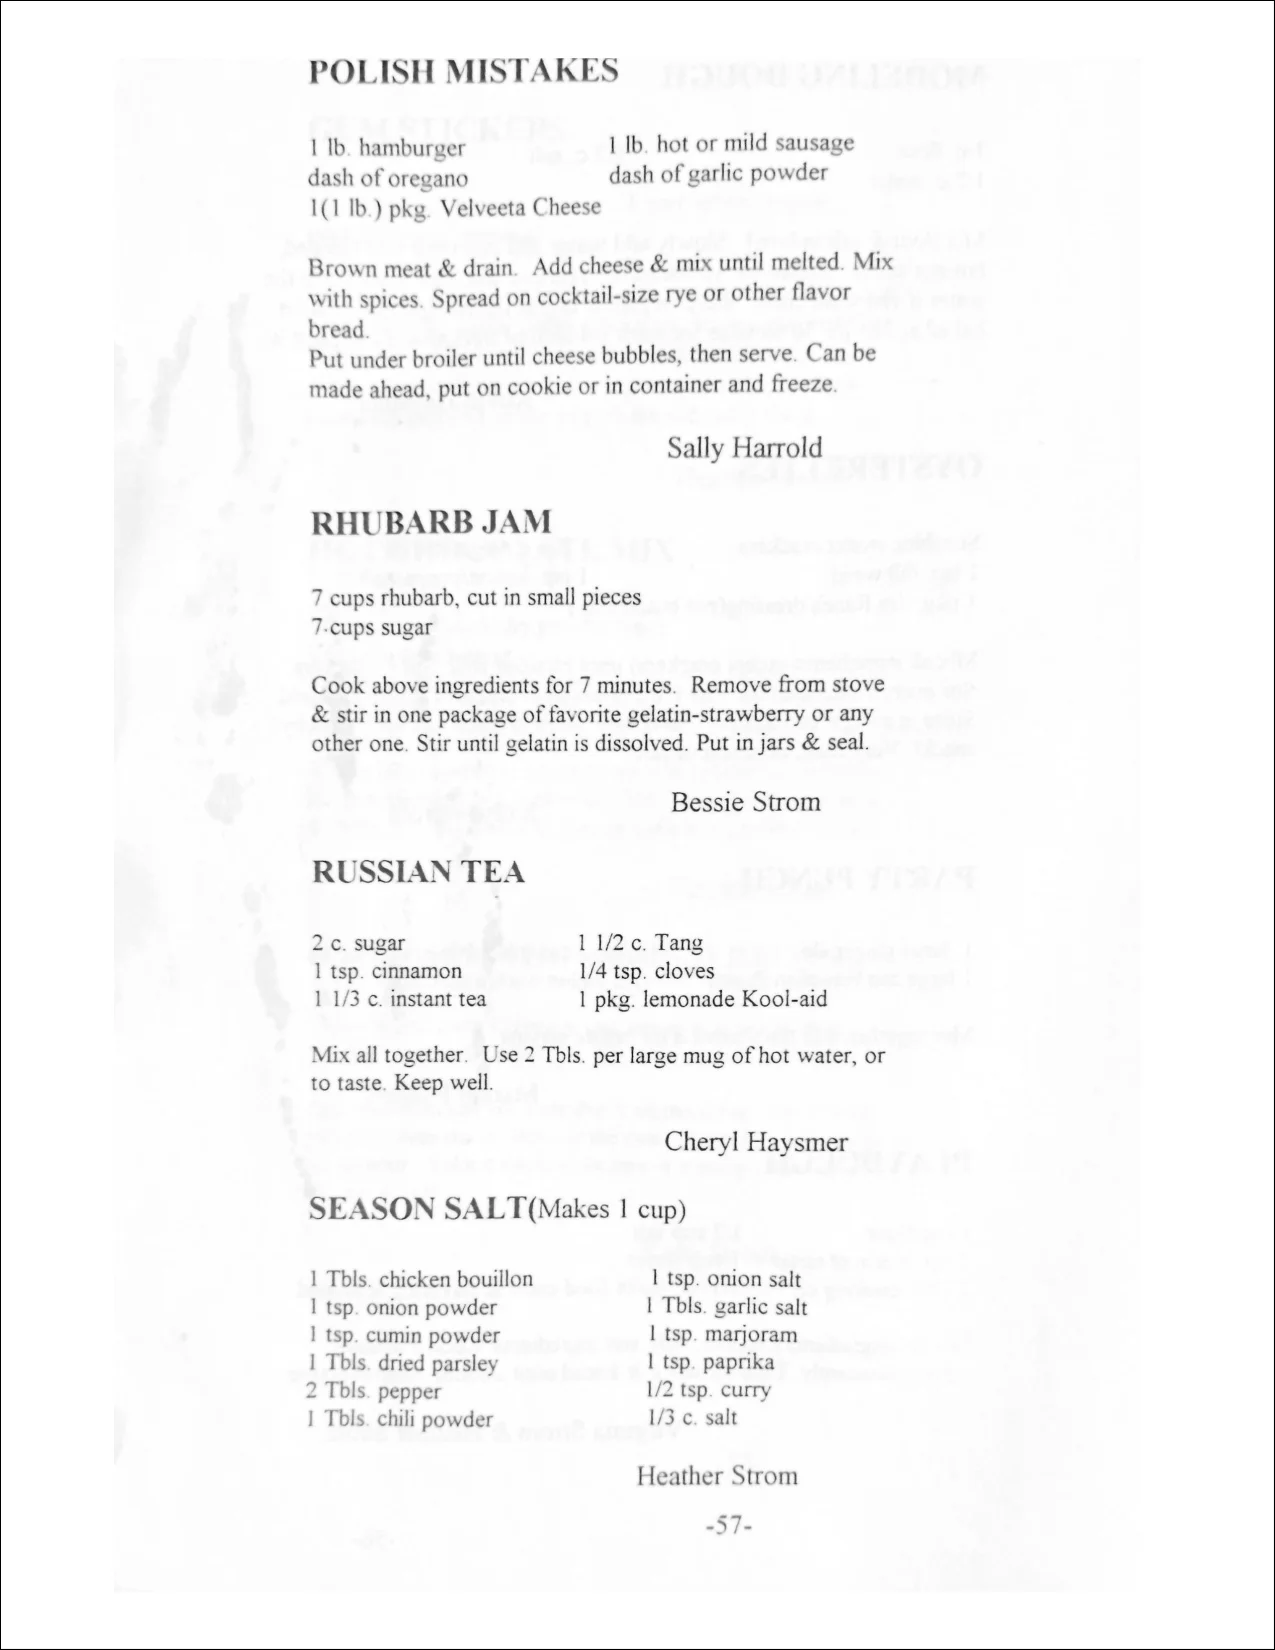 POLISH MISTAKES
1 lb. hamburger 1 lb. hot or mild sausage
dash of oregano dash of garlic powder
1(1 lb.) pkg. Velveeta Cheese
Brown meat & drain. Add cheese & mix until melted. Mix
with spices. Spread on cocktail-size rye or other flavor
bread.
Put under broiler until cheese bubbles, then serve. Can be
made ahead, put on cookie or in container and freeze.
Sally Harrold
RHUBARB JAM
7 cups rhubarb, cut in small pieces
7 cups sugar
Cook above ingredients for 7 minutes. Remove from stove
& stir in one package of favorite gelatin-strawberry or any
other one. Stir until gelatin is dissolved. Put in jars & seal.
Bessie Strom
RUSSIAN TEA
2 c. sugar 1 1/2 c. Tang
1 tsp. cinnamon 1/4 tsp. cloves
1 1/3 c. instant tea 1 pkg. lemonade Kool-aid
Mix all together. Use 2 Tbls. per large mug of hot water, or
to taste. Keep well.
Cheryl Haysmer
SEASON SALT(Makes 1 cup)
1 Tbls. chicken bouillon 1 tsp. onion salt
1 tsp. onion powder 1 Tbls. garlic salt
1 tsp. cumin powder 1 tsp. marjoram
1 Tbls. dried parsley 1 tsp. paprika
2 Tbls. pepper 1/2 tsp. curry
1 Tbls. chili powder 1/3 c. salt
Heather Strom
-57-